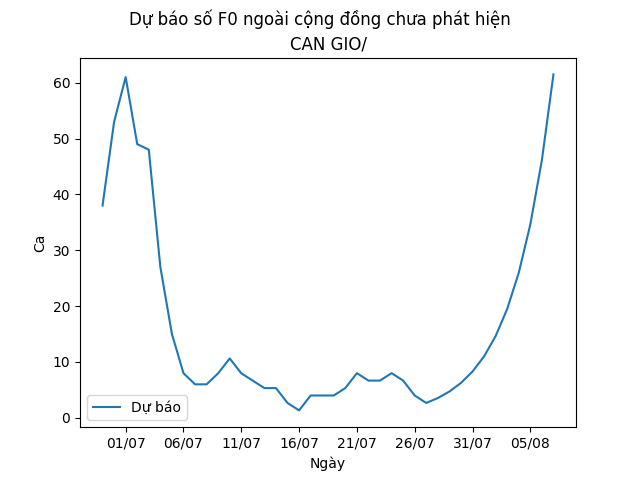 Dự báo số F0 ngoài cộng đồng chưa phát hiện
CAN GIO/
60
50
40
30
20
10
0
Ca
Dự báo
01/07 06/07 11/07 16/07 21/07 26/07 31/07 05/08
Ngày